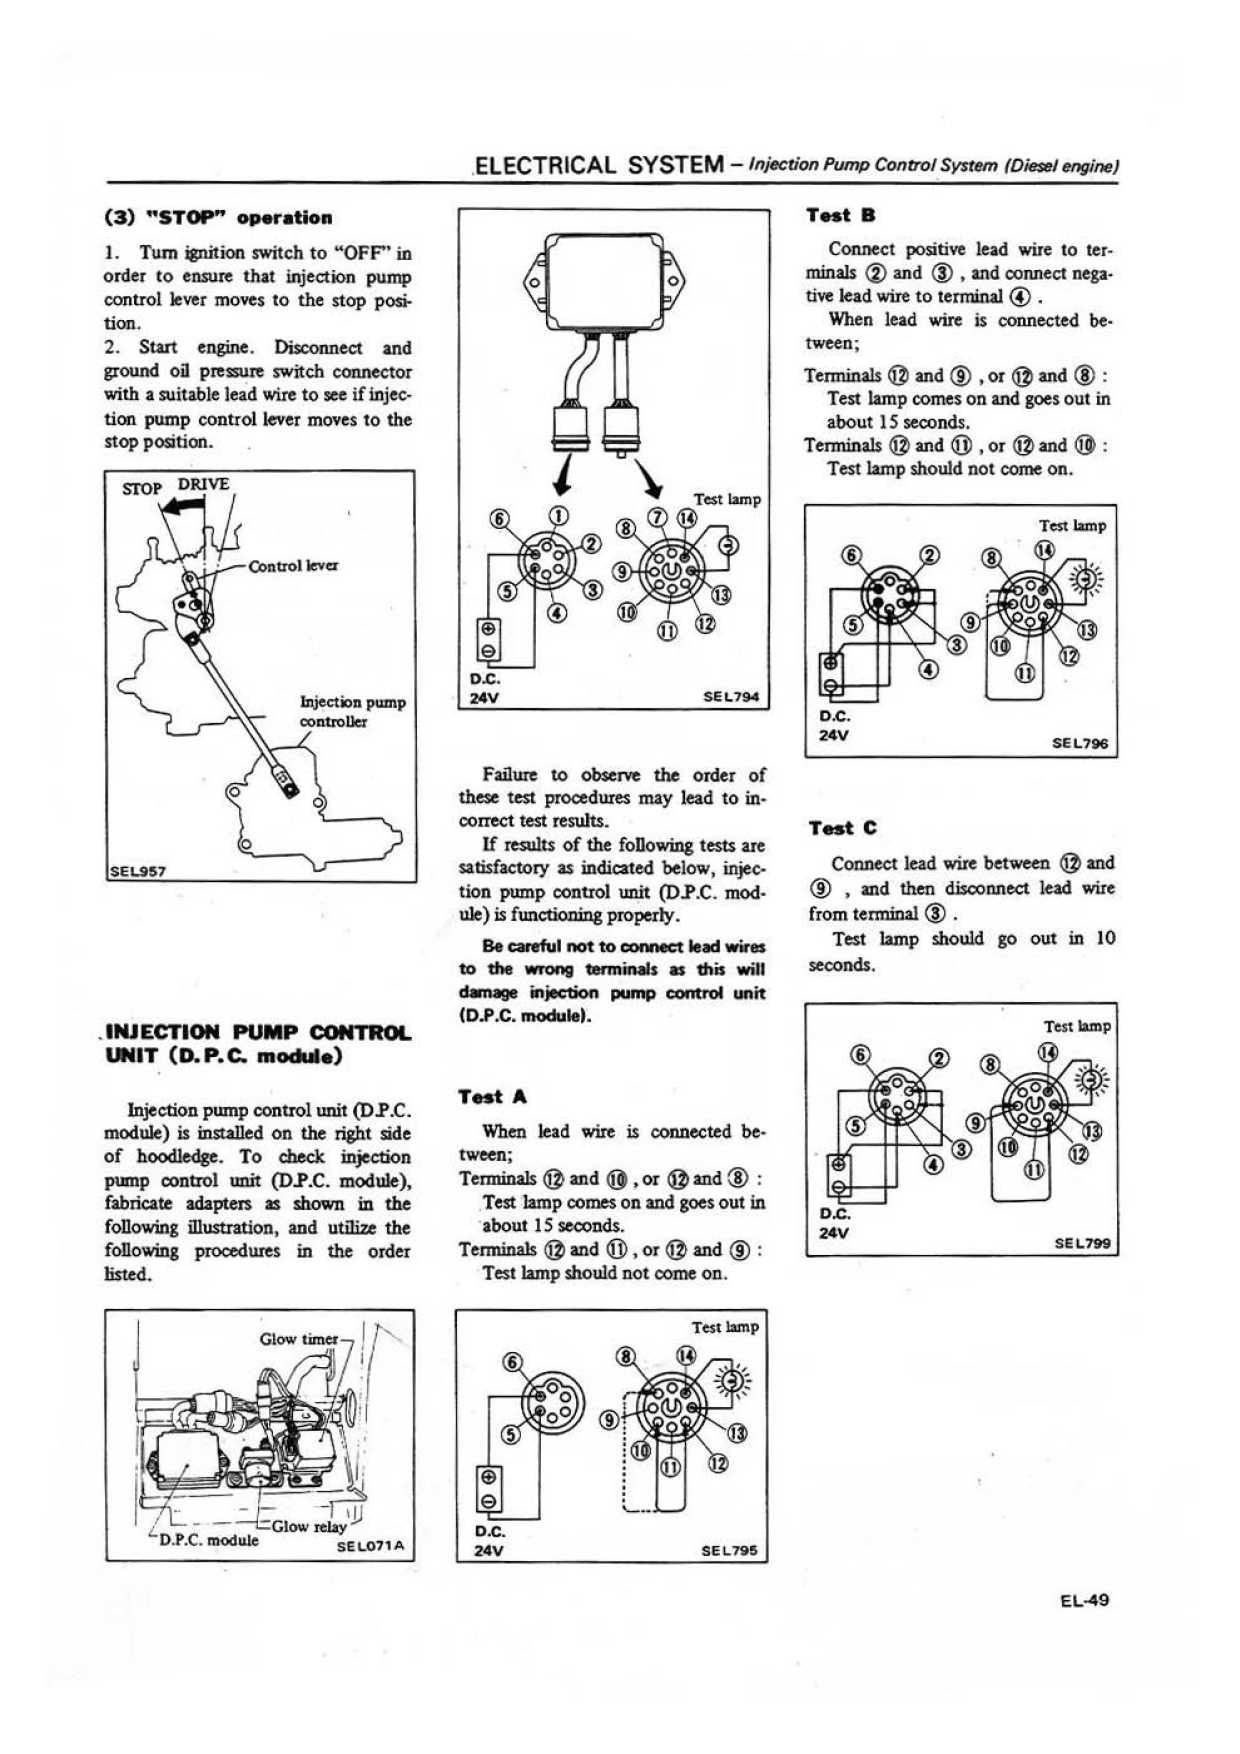 ELECTRICAL SYSTEM – Injection Pump Control System (Diesel engine)
(3) "STOP" operation
1. Turn ignition switch to "OFF" in
order to ensure that injection pump
control lever moves to the stop posi-
tion.
2. Start engine. Disconnect and
ground oil pressure switch connector
with a suitable lead wire to see if injec-
tion pump control lever moves to the
stop position.
STOP DRIVE
Control lever
Injection pump
controller
SEL957
INJECTION PUMP CONTROL
UNIT (D.P.C. module)
Injection pump control unit (D.P.C.
module) is installed on the right side
of hoodledge. To check injection
pump control unit (D.P.C. module),
fabricate adapters as shown in the
following illustration, and utilize the
following procedures in the order
listed.
Glow timer
Glow relay
D.P.C. module
SEL071A
Test lamp
⑥ ① ② ⑤ ④ ③
⑧ ⑦ ⑭ ⑨ ⑩ ⑪ ⑫ ⑬
D.C.
24V
SEL794
Failure to observe the order of
these test procedures may lead to in-
correct test results.
If results of the following tests are
satisfactory as indicated below, injec-
tion pump control unit (D.P.C. mod-
ule) is functioning properly.
Be careful not to connect lead wires
to the wrong terminals as this will
damage injection pump control unit
(D.P.C. module).
Test A
When lead wire is connected be-
tween;
Terminals ⑫ and ⑩ , or ⑫ and ⑧ :
Test lamp comes on and goes out in
about 15 seconds.
Terminals ⑫ and ⑪ , or ⑫ and ⑨ :
Test lamp should not come on.
Test lamp
⑥ ⑤
⑧ ⑭ ⑨ ⑩ ⑪ ⑫ ⑬
D.C.
24V
SEL795
Test B
Connect positive lead wire to ter-
minals ② and ③ , and connect nega-
tive lead wire to terminal ④ .
When lead wire is connected be-
tween;
Terminals ⑫ and ⑨ , or ⑫ and ⑧ :
Test lamp comes on and goes out in
about 15 seconds.
Terminals ⑫ and ⑪ , or ⑫ and ⑩ :
Test lamp should not come on.
Test lamp
⑥ ② ⑤ ④ ③
⑧ ⑭ ⑨ ⑩ ⑪ ⑫ ⑬
D.C.
24V
SEL796
Test C
Connect lead wire between ⑫ and
⑨ , and then disconnect lead wire
from terminal ③ .
Test lamp should go out in 10
seconds.
Test lamp
⑥ ② ⑤ ④ ③
⑧ ⑭ ⑨ ⑩ ⑪ ⑫ ⑬
D.C.
24V
SEL799
EL-49